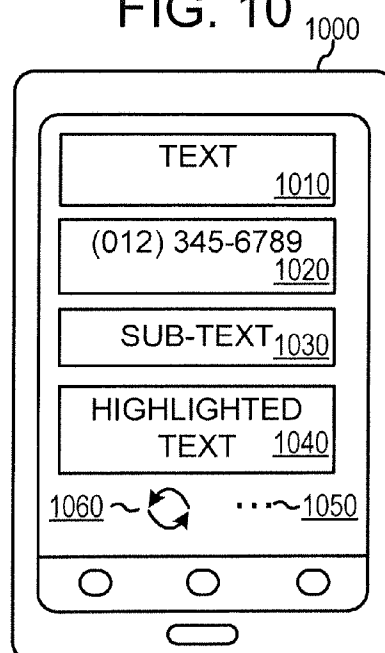 FIG. 10
1000
TEXT
1010
(012) 345-6789
1020
SUB-TEXT 1030
HIGHLIGHTED
TEXT 1040
1060 ... 1050